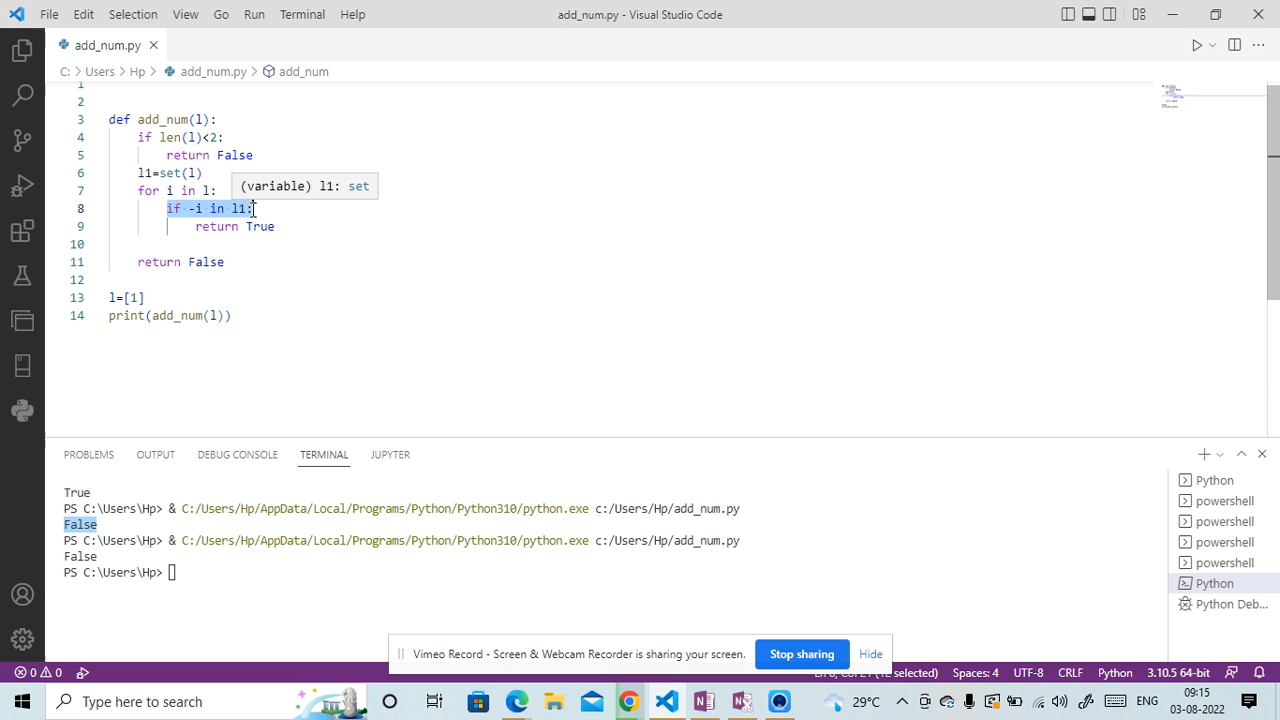 File Edit Selection View Go Run Terminal Help add_num.py - Visual Studio Code
add_num.py
C: > Users > Hp > add_num.py > add_num
1
2
3 def add_num(l):
4 if len(l)<2:
5 return False
6 l1=set(l)
(variable) l1: set
7 for i in l:
8 if -i in l1:
9 return True
10
11 return False
12
13 l=[1]
14 print(add_num(l))
PROBLEMS OUTPUT DEBUG CONSOLE TERMINAL JUPYTER
True
PS C:\Users\Hp> & C:/Users/Hp/AppData/Local/Programs/Python/Python310/python.exe c:/Users/Hp/add_num.py
False
PS C:\Users\Hp> & C:/Users/Hp/AppData/Local/Programs/Python/Python310/python.exe c:/Users/Hp/add_num.py
False
PS C:\Users\Hp>
Python
powershell
powershell
powershell
powershell
Python
Python Deb...
Vimeo Record - Screen & Webcam Recorder is sharing your screen. Stop sharing Hide
0 0 selected) Spaces: 4 UTF-8 CRLF Python 3.10.5 64-bit
Type here to search 29°C ENG 09:15
03-08-2022